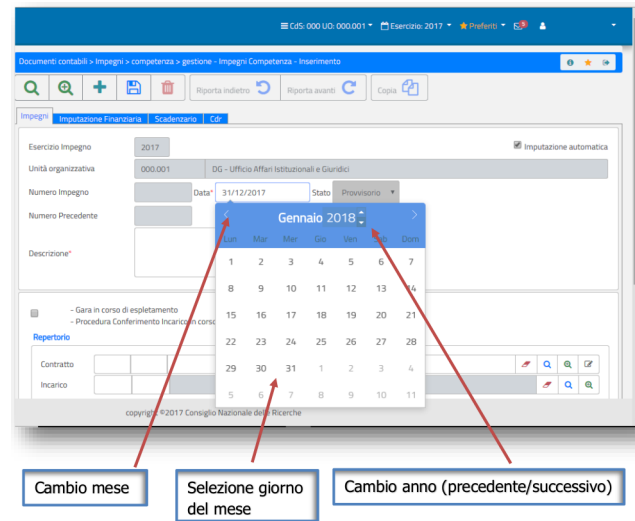 CdS: 000 UO: 000.001 Esercizio: 2017 Preferiti 5
Documenti contabili > Impegni > competenza > gestione - Impegni Competenza - Inserimento
Riporta indietro Riporta avanti Copia
Impegni Imputazione Finanziaria Scadenzario Cdr
Esercizio Impegno 2017 Imputazione automatica
Unità organizzativa 000.001 DG - Ufficio Affari Istituzionali e Giuridici
Numero Impegno Data* 31/12/2017 Stato Provvisorio
Numero Precedente
Gennaio 2018
Lun Mar Mer Gio Ven Sab Dom
Descrizione*
1 2 3 4 5 6 7
8 9 10 11 12 13 14
15 16 17 18 19 20 21
22 23 24 25 26 27 28
29 30 31 1 2 3 4
5 6 7 8 9 10 11
- Gara in corso di espletamento
- Procedura Conferimento Incarico in corso
Repertorio
Contratto
Incarico
copyright ©2017 Consiglio Nazionale delle Ricerche
Cambio mese
Selezione giorno
del mese
Cambio anno (precedente/successivo)